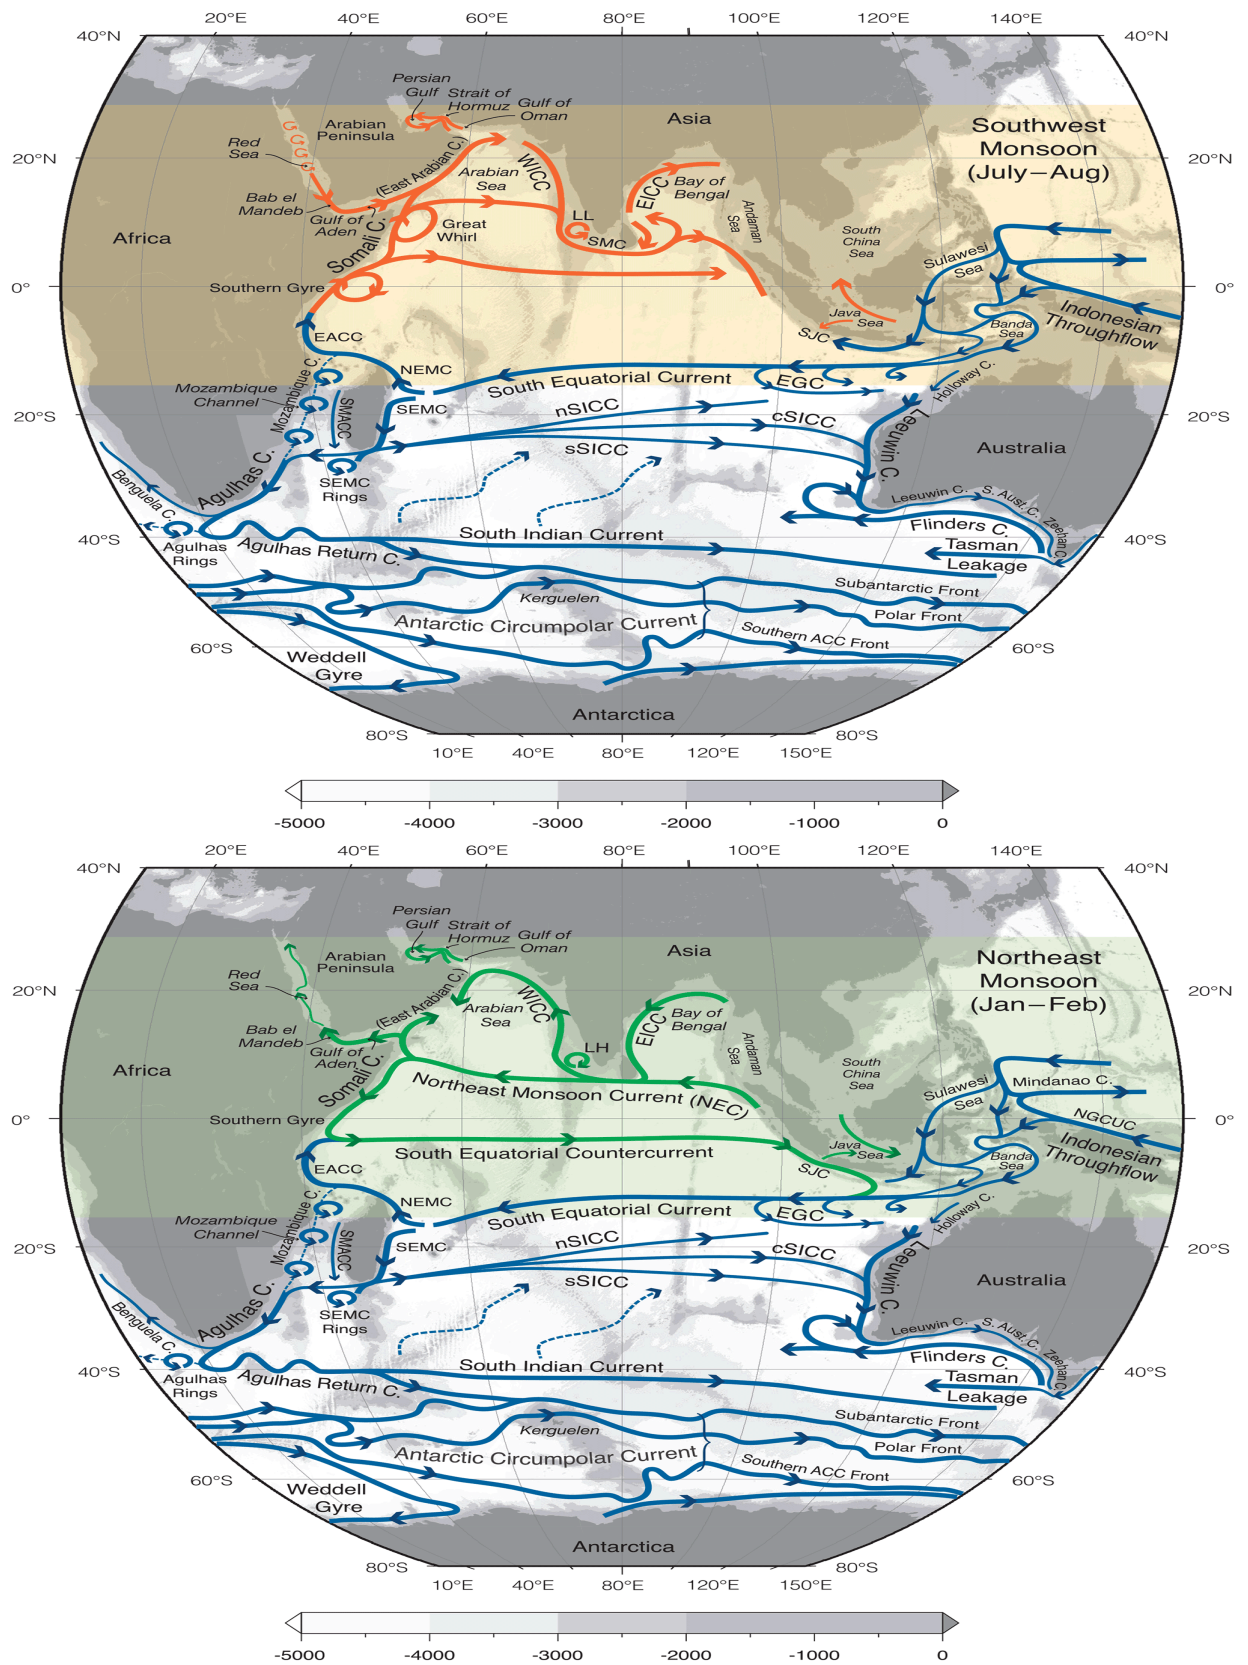 20°E 40°E 60°E 80°E 100°E 120°E 140°E
40°N 40°N
Persian
Gulf
Strait of
Hormuz
Gulf of
Oman
Asia
Southwest
Monsoon
(July–Aug)
Arabian
Peninsula
Red
Sea
20°N 20°N
(East Arabian C.)
Arabian
Sea
WICC
EICC
Bay of
Bengal
Andaman
Sea
Bab el
Mandeb
Gulf of
Aden
Great
Whirl
LL
SMC
South
China
Sea
Sulawesi
Sea
Africa
Somali C.
Southern Gyre
0° 0°
Java
Sea
SJC
Banda
Sea
Indonesian
Throughflow
EACC
NEMC
South Equatorial Current
EGC
Holloway C.
Mozambique
Channel
Mozambique C.
SMACC
SEMC
nSICC
cSICC
sSICC
Leeuwin C.
20°S 20°S
Australia
Agulhas C.
SEMC
Rings
Benguela C.
Leeuwin C.
S. Aust. C.
Zeehan C.
Flinders C.
Tasman
Leakage
40°S 40°S
Agulhas
Rings
Agulhas Return C.
South Indian Current
Kerguelen
Subantarctic Front
Polar Front
Antarctic Circumpolar Current
Southern ACC Front
60°S 60°S
Weddell
Gyre
Antarctica
80°S 80°S
10°E 40°E 80°E 120°E 150°E
-5000 -4000 -3000 -2000 -1000 0
20°E 40°E 60°E 80°E 100°E 120°E 140°E
40°N 40°N
Persian
Gulf
Strait of
Hormuz
Gulf of
Oman
Asia
Northeast
Monsoon
(Jan–Feb)
Arabian
Peninsula
Red
Sea
20°N 20°N
(East Arabian C.)
Arabian
Sea
WICC
EICC
Bay of
Bengal
Andaman
Sea
Bab el
Mandeb
Gulf of
Aden
LH
South
China
Sea
Sulawesi
Sea
Mindanao C.
Africa
Somali C.
Northeast Monsoon Current (NEC)
NGCUC
Southern Gyre
0° 0°
South Equatorial Countercurrent
Java
Sea
SJC
Banda
Sea
Indonesian
Throughflow
EACC
NEMC
South Equatorial Current
EGC
Holloway C.
Mozambique
Channel
Mozambique C.
SMACC
SEMC
nSICC
cSICC
sSICC
Leeuwin C.
20°S 20°S
Australia
Agulhas C.
SEMC
Rings
Benguela C.
Leeuwin C.
S. Aust. C.
Zeehan C.
Flinders C.
Tasman
Leakage
40°S 40°S
Agulhas
Rings
Agulhas Return C.
South Indian Current
Kerguelen
Subantarctic Front
Polar Front
Antarctic Circumpolar Current
Southern ACC Front
60°S 60°S
Weddell
Gyre
Antarctica
80°S 80°S
10°E 40°E 80°E 120°E 150°E
-5000 -4000 -3000 -2000 -1000 0